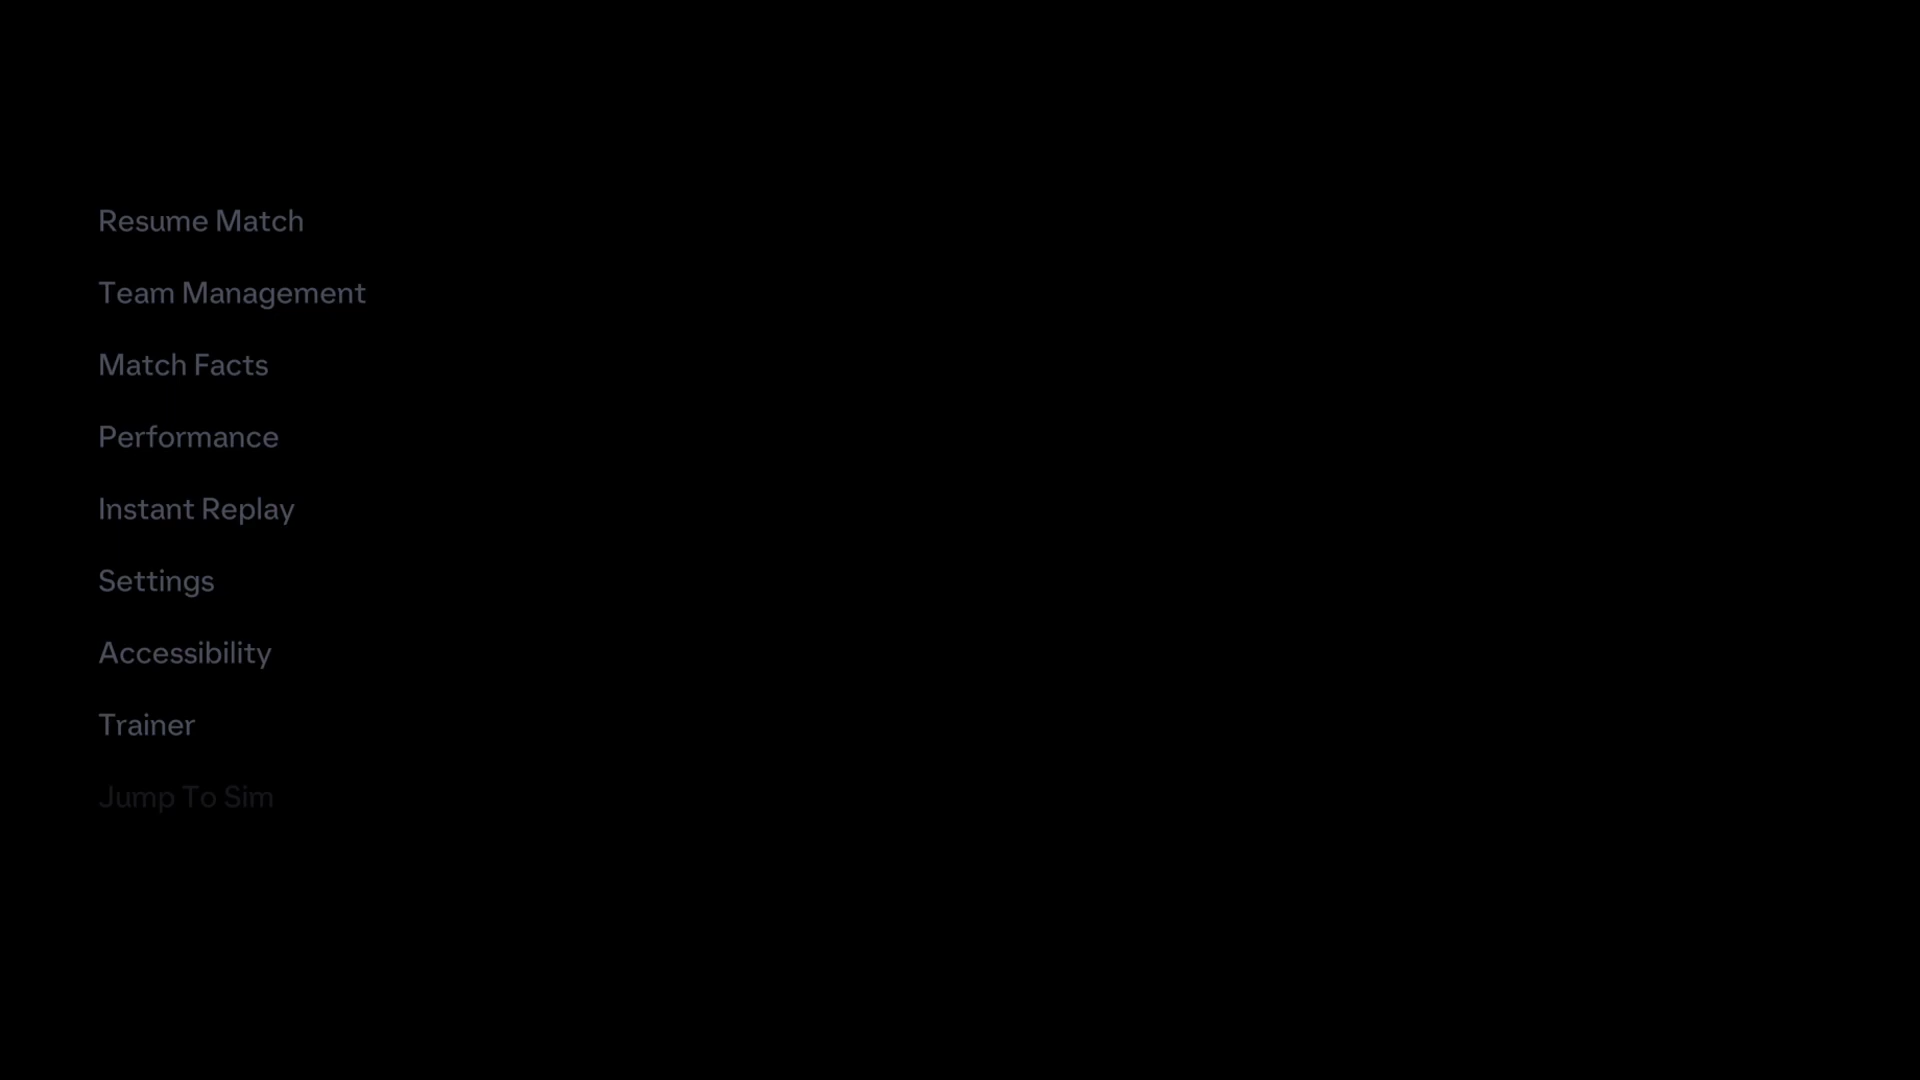 Resume Match
Team Management
Match Facts
Performance
Instant Replay
Settings
Accessibility
Trainer
Jump To Sim